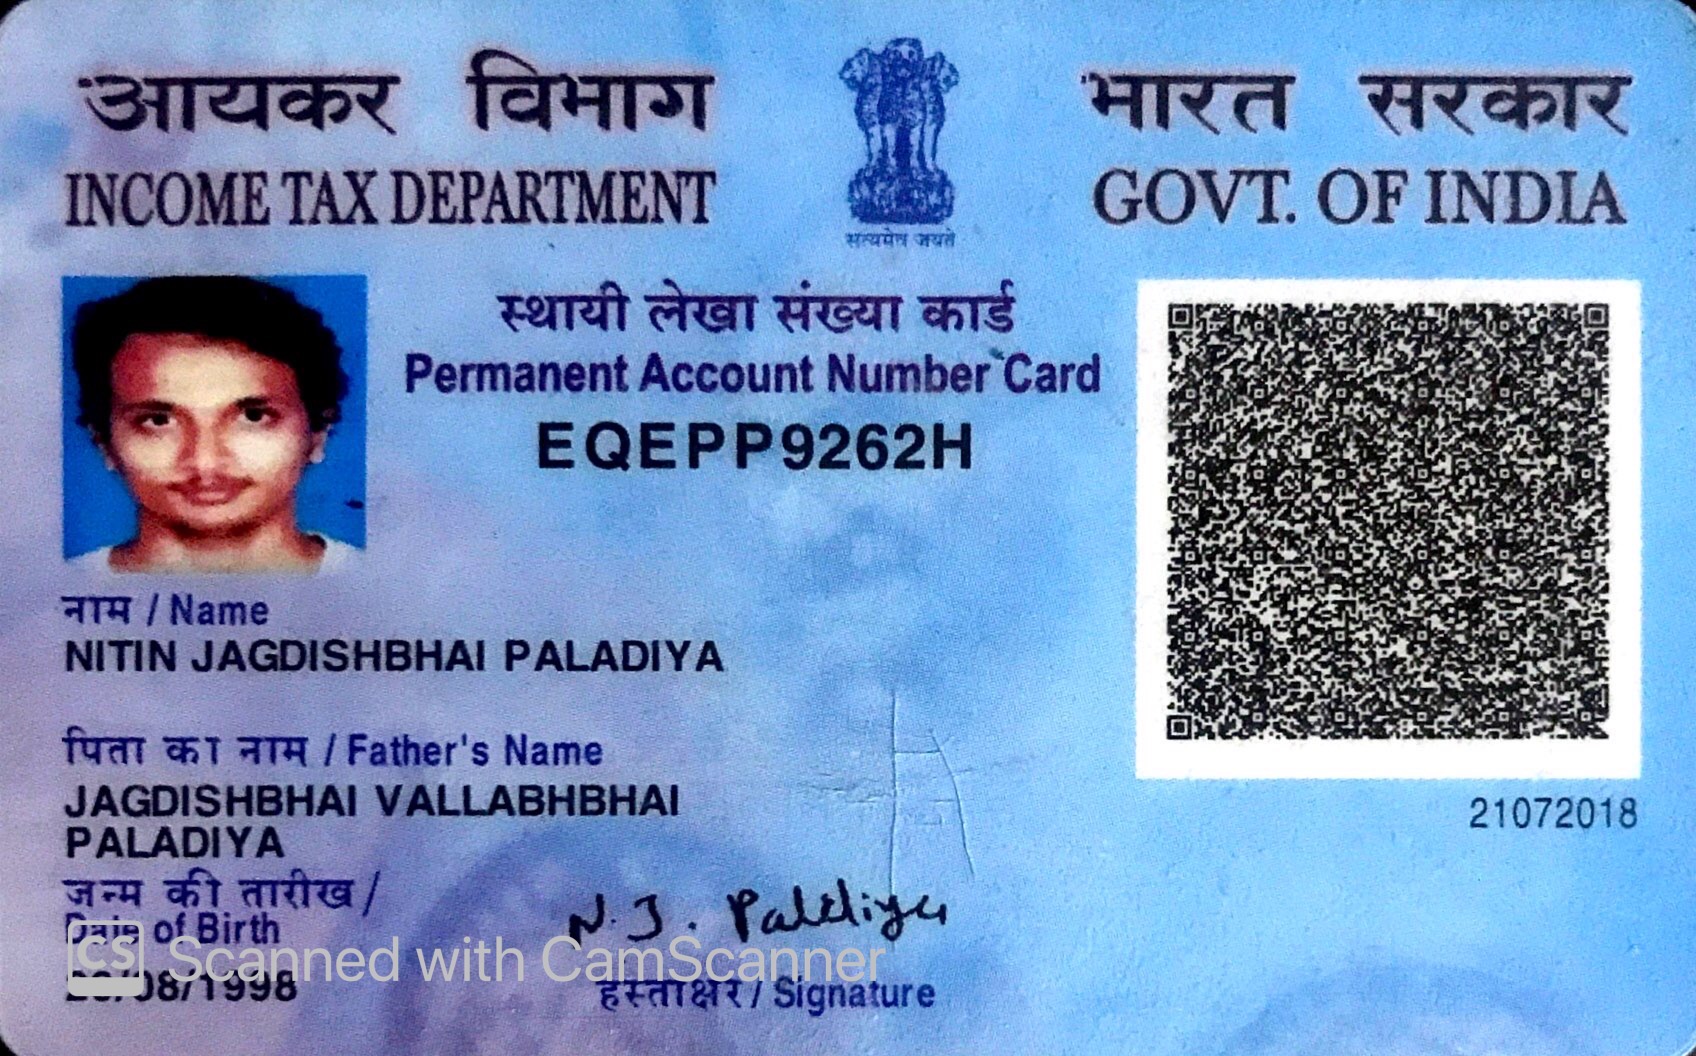 आयकर विभाग
INCOME TAX DEPARTMENT
सत्यमेव जयते
भारत सरकार
GOVT. OF INDIA
स्थायी लेखा संख्या कार्ड
Permanent Account Number Card
EQEPP9262H
नाम / Name
NITIN JAGDISHBHAI PALADIYA
पिता का नाम / Father's Name
JAGDISHBHAI VALLABHBHAI
PALADIYA
21072018
जन्म की तारीख /
Date of Birth
/08/1998
N. J. Paladiya
हस्ताक्षर / Signature
CS Scanned with CamScanner